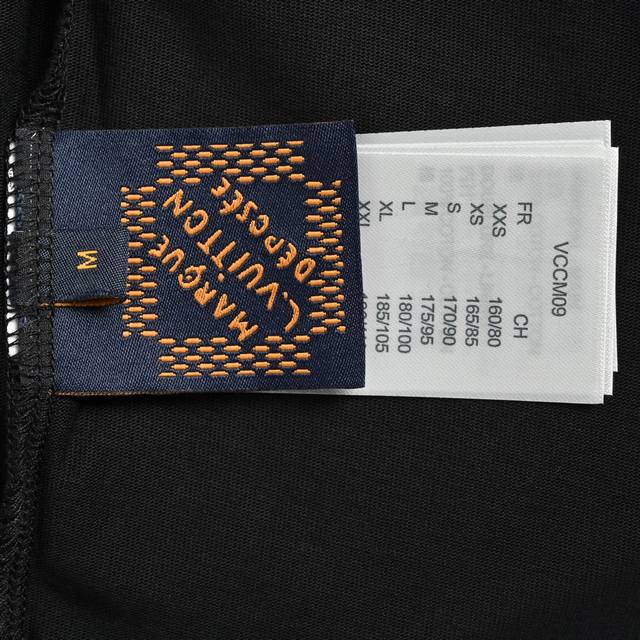 MARQUE
L.VUITTON
DÉPOSÉE
M
VCCM09
FR CH
XXS 160/80
XS 165/85
S 170/90
M 175/95
L 180/100
XL 185/105
XXL